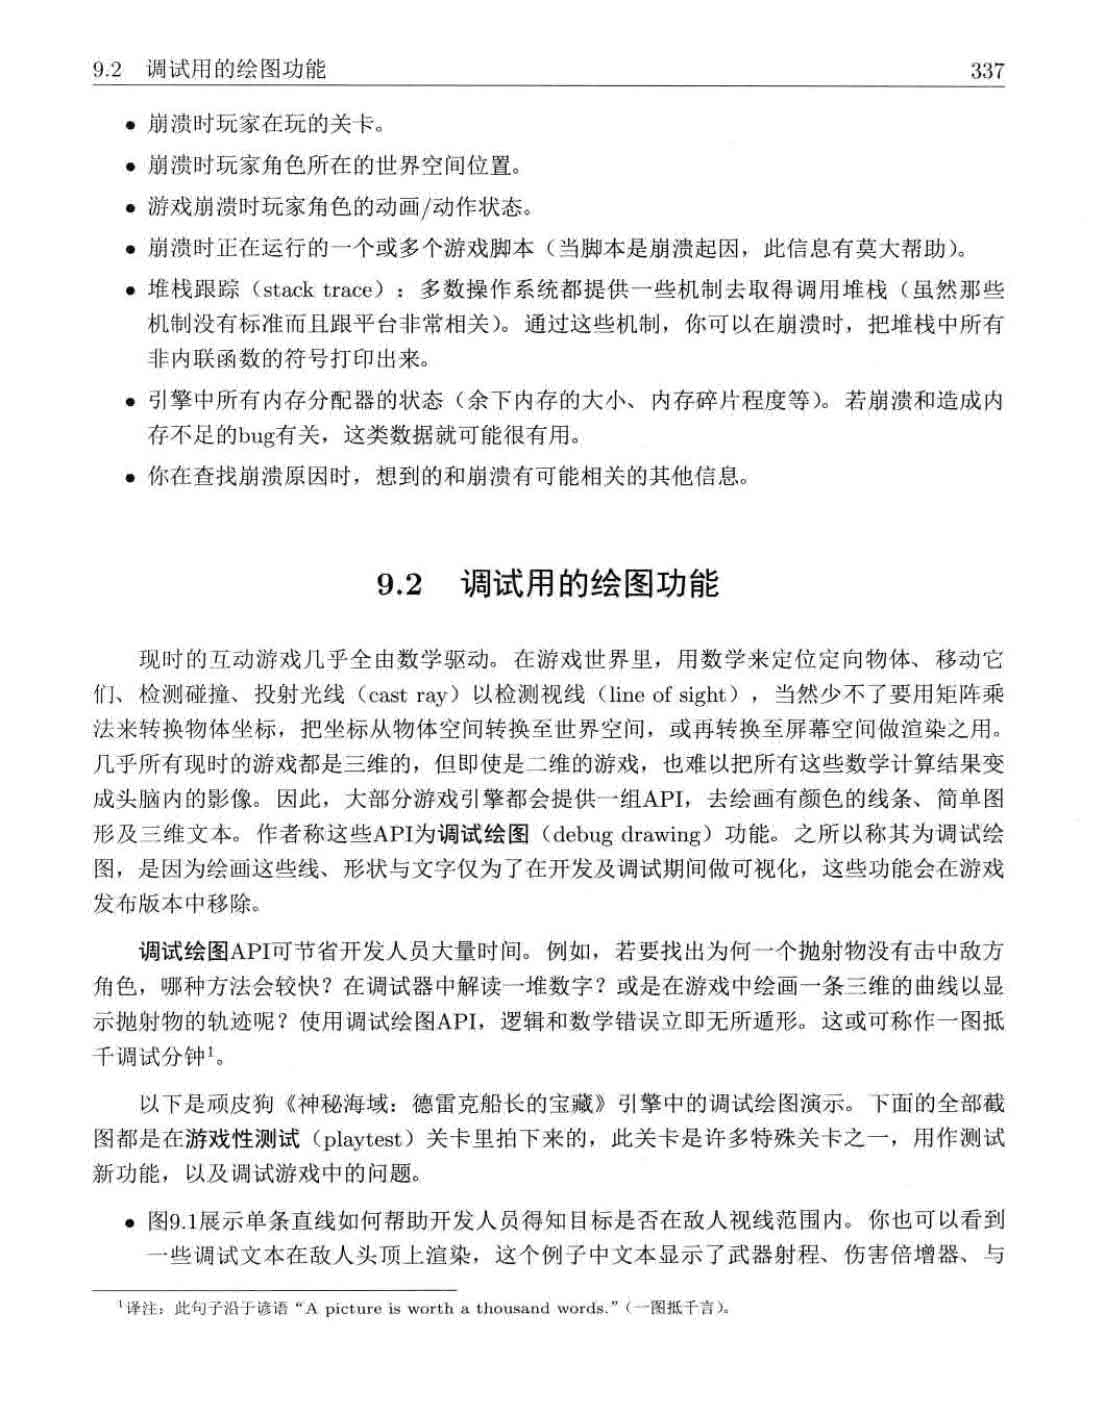 9.2 调试用的绘图功能 337
• 崩溃时玩家在玩的关卡。
• 崩溃时玩家角色所在的世界空间位置。
• 游戏崩溃时玩家角色的动画/动作状态。
• 崩溃时正在运行的一个或多个游戏脚本（当脚本是崩溃起因，此信息有莫大帮助）。
• 堆栈跟踪（stack trace）：多数操作系统都提供一些机制去取得调用堆栈（虽然那些
机制没有标准而且跟平台非常相关）。通过这些机制，你可以在崩溃时，把堆栈中所有
非内联函数的符号打印出来。
• 引擎中所有内存分配器的状态（余下内存的大小、内存碎片程度等）。若崩溃和造成内
存不足的bug有关，这类数据就可能很有用。
• 你在查找崩溃原因时，想到的和崩溃有可能相关的其他信息。
9.2 调试用的绘图功能
现时的互动游戏几乎全由数学驱动。在游戏世界里，用数学来定位定向物体、移动它
们、检测碰撞、投射光线（cast ray）以检测视线（line of sight），当然少不了要用矩阵乘
法来转换物体坐标，把坐标从物体空间转换至世界空间，或再转换至屏幕空间做渲染之用。
几乎所有现时的游戏都是三维的，但即使是二维的游戏，也难以把所有这些数学计算结果变
成头脑内的影像。因此，大部分游戏引擎都会提供一组API，去绘画有颜色的线条、简单图
形及三维文本。作者称这些API为调试绘图（debug drawing）功能。之所以称其为调试绘
图，是因为绘画这些线、形状与文字仅为了在开发及调试期间做可视化，这些功能会在游戏
发布版本中移除。
调试绘图API可节省开发人员大量时间。例如，若要找出为何一个抛射物没有击中敌方
角色，哪种方法会较快？在调试器中解读一堆数字？或是在游戏中绘画一条三维的曲线以显
示抛射物的轨迹呢？使用调试绘图API，逻辑和数学错误立即无所遁形。这或可称作一图抵
千调试分钟¹。
以下是顽皮狗《神秘海域：德雷克船长的宝藏》引擎中的调试绘图演示。下面的全部截
图都是在游戏性测试（playtest）关卡里拍下来的，此关卡是许多特殊关卡之一，用作测试
新功能，以及调试游戏中的问题。
• 图9.1展示单条直线如何帮助开发人员得知目标是否在敌人视线范围内。你也可以看到
一些调试文本在敌人头顶上渲染，这个例子中文本显示了武器射程、伤害倍增器、与
¹译注：此句子沿于谚语“A picture is worth a thousand words.”（一图抵千言）。